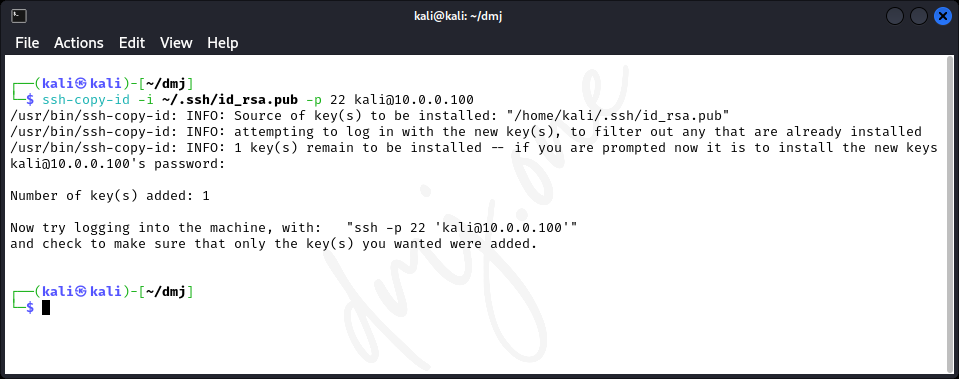 kali@kali: ~/dmj
File Actions Edit View Help
┌──(kali㉿kali)-[~/dmj]
└─$ ssh-copy-id -i ~/.ssh/id_rsa.pub -p 22 kali@10.0.0.100
/usr/bin/ssh-copy-id: INFO: Source of key(s) to be installed: "/home/kali/.ssh/id_rsa.pub"
/usr/bin/ssh-copy-id: INFO: attempting to log in with the new key(s), to filter out any that are already installed
/usr/bin/ssh-copy-id: INFO: 1 key(s) remain to be installed -- if you are prompted now it is to install the new keys
kali@10.0.0.100's password:
Number of key(s) added: 1
Now try logging into the machine, with:   "ssh -p 22 'kali@10.0.0.100'"
and check to make sure that only the key(s) you wanted were added.
┌──(kali㉿kali)-[~/dmj]
└─$
dmj.one